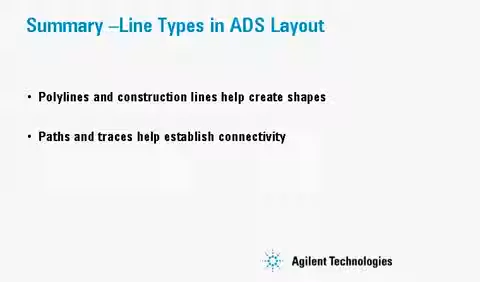 Summary –Line Types in ADS Layout
• Polylines and construction lines help create shapes
• Paths and traces help establish connectivity
Agilent Technologies